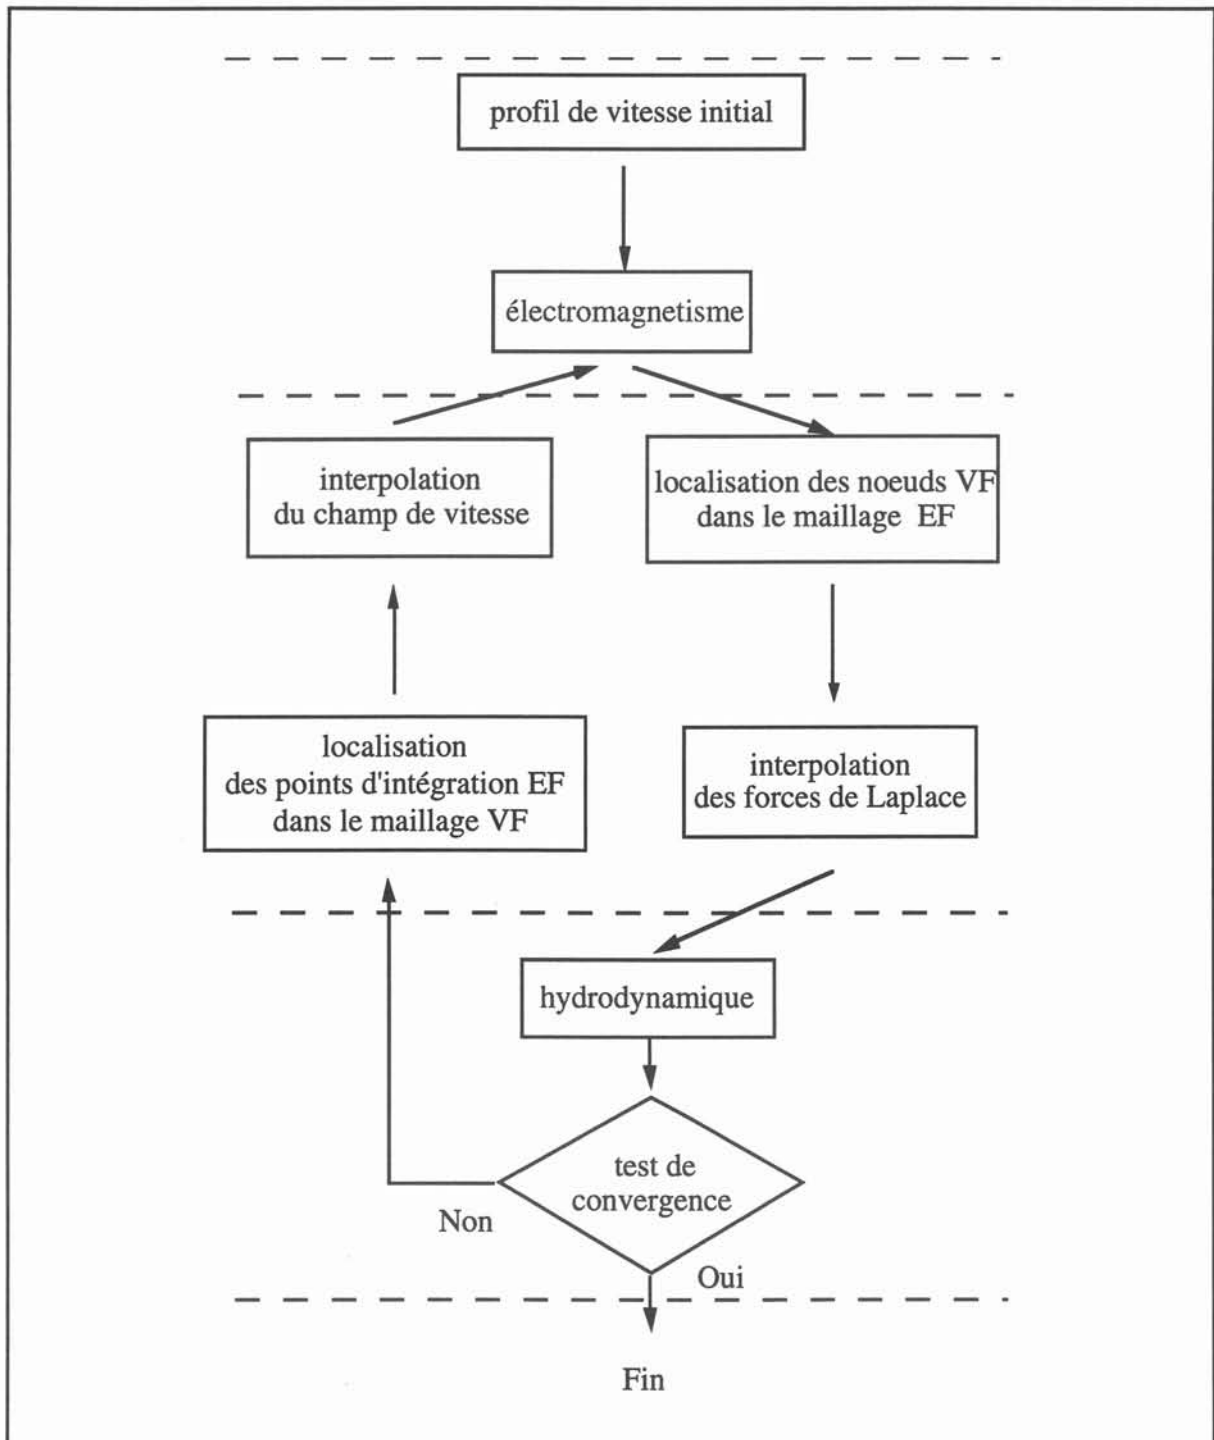 profil de vitesse initial
électromagnetisme
interpolation
du champ de vitesse
localisation des noeuds VF
dans le maillage EF
localisation
des points d'intégration EF
dans le maillage VF
interpolation
des forces de Laplace
hydrodynamique
test de
convergence
Non
Oui
Fin